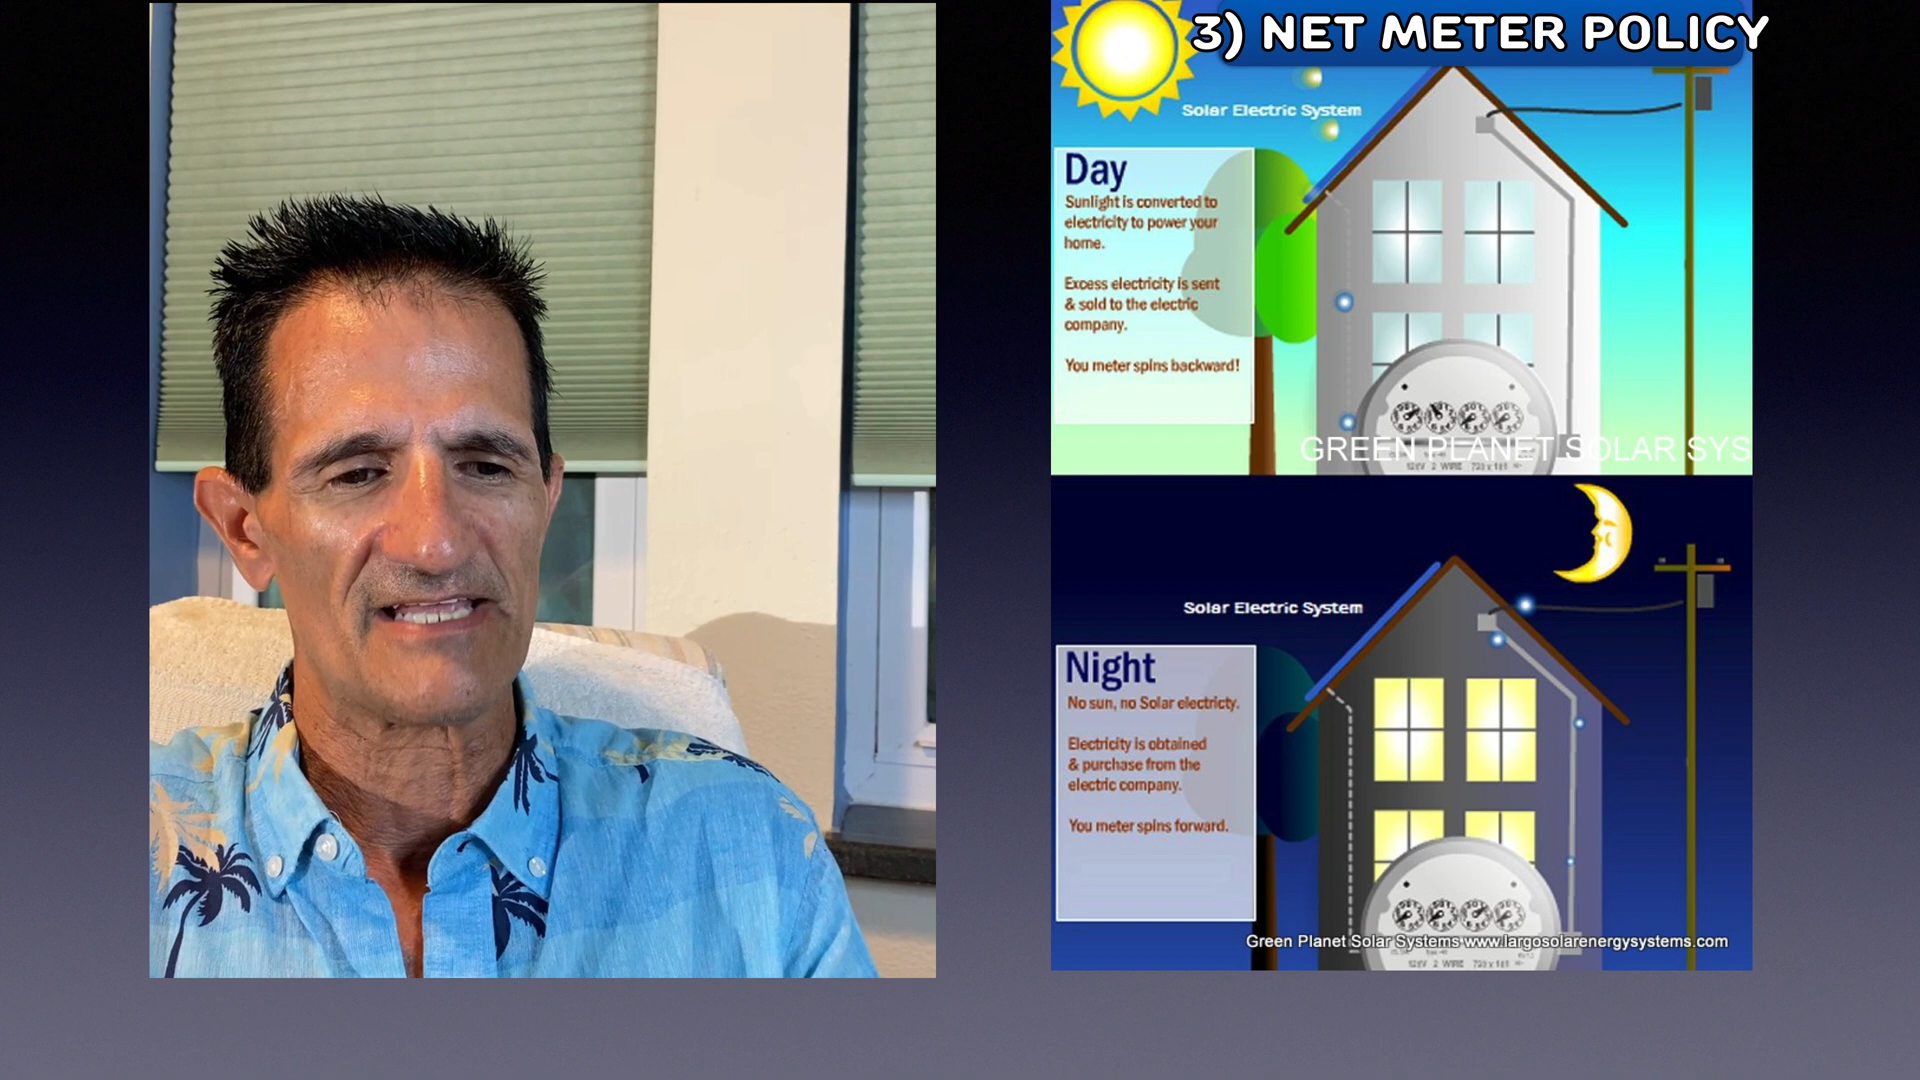 3) NET METER POLICY
Solar Electric System
Day
Sunlight is converted to
electricity to power your
home.
Excess electricity is sent
& sold to the electric
company.
You meter spins backward!
GREEN PLANET SOLAR SYS
Solar Electric System
Night
No sun, no Solar electricty.
Electricity is obtained
& purchase from the
electric company.
You meter spins forward.
Green Planet Solar Systems www.largosolarenergysystems.com